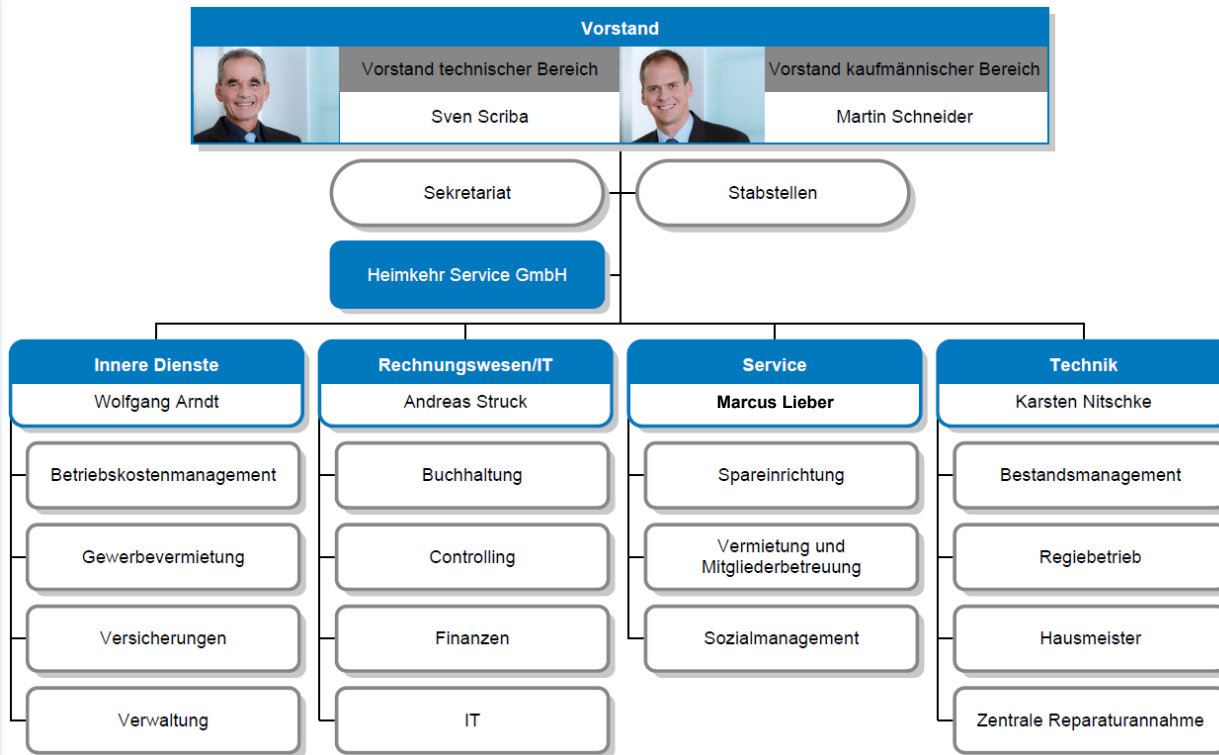 Vorstand
Vorstand technischer Bereich
Sven Scriba
Vorstand kaufmännischer Bereich
Martin Schneider
Sekretariat
Stabstellen
Heimkehr Service GmbH
Innere Dienste
Wolfgang Arndt
Betriebskostenmanagement
Gewerbevermietung
Versicherungen
Verwaltung
Rechnungswesen/IT
Andreas Struck
Buchhaltung
Controlling
Finanzen
IT
Service
Marcus Lieber
Spareinrichtung
Vermietung und
Mitgliederbetreuung
Sozialmanagement
Technik
Karsten Nitschke
Bestandsmanagement
Regiebetrieb
Hausmeister
Zentrale Reparaturannahme